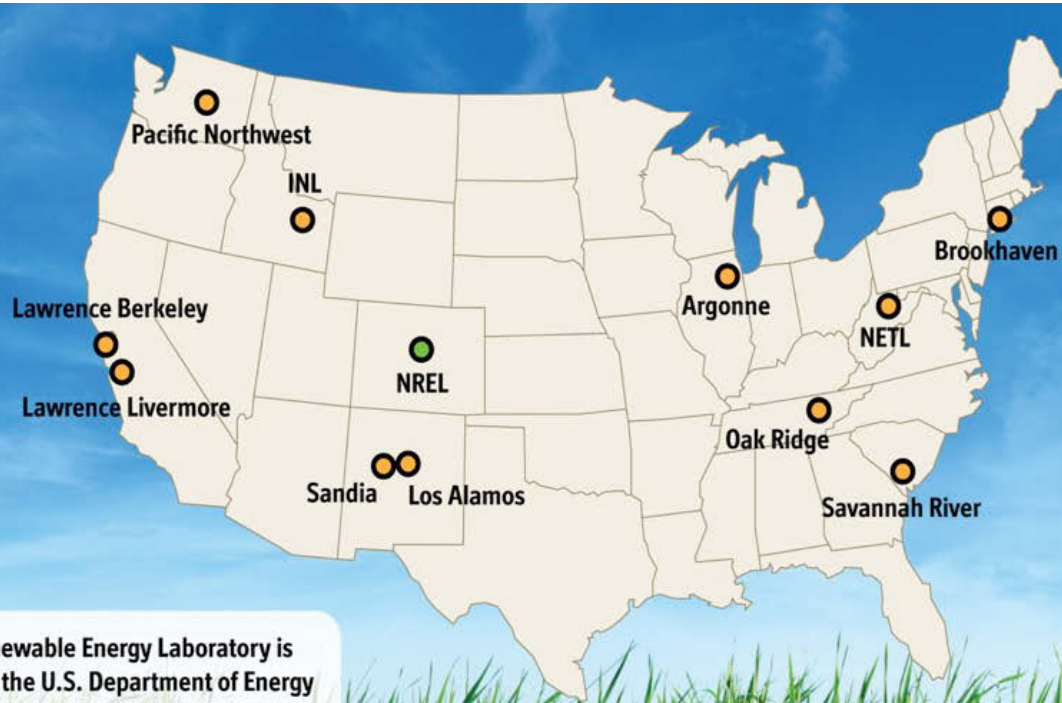 Pacific Northwest
INL
Brookhaven
Lawrence Berkeley
Argonne
NETL
NREL
Lawrence Livermore
Oak Ridge
Sandia
Los Alamos
Savannah River
ewable Energy Laboratory is
the U.S. Department of Energy